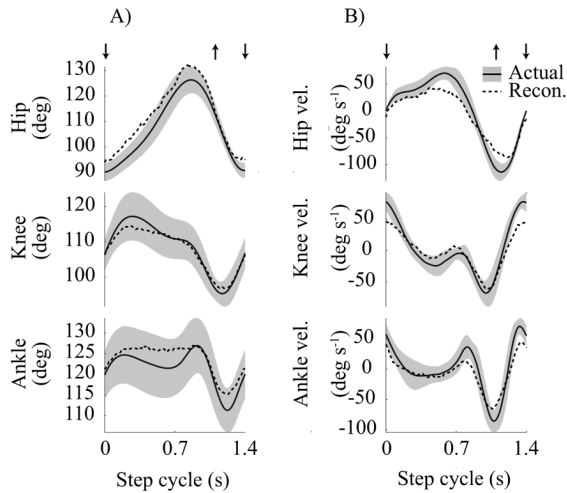 A)
B)
Hip
(deg)
130
120
110
100
90
Knee
(deg)
120
110
100
Ankle
(deg)
130
125
120
115
110
0
0.7
1.4
Step cycle (s)
Hip vel.
(deg s⁻¹)
50
0
-50
-100
Actual
Recon.
Knee vel.
(deg s⁻¹)
50
0
-50
Ankle vel.
(deg s⁻¹)
50
0
-50
-100
0
0.7
1.4
Step cycle (s)